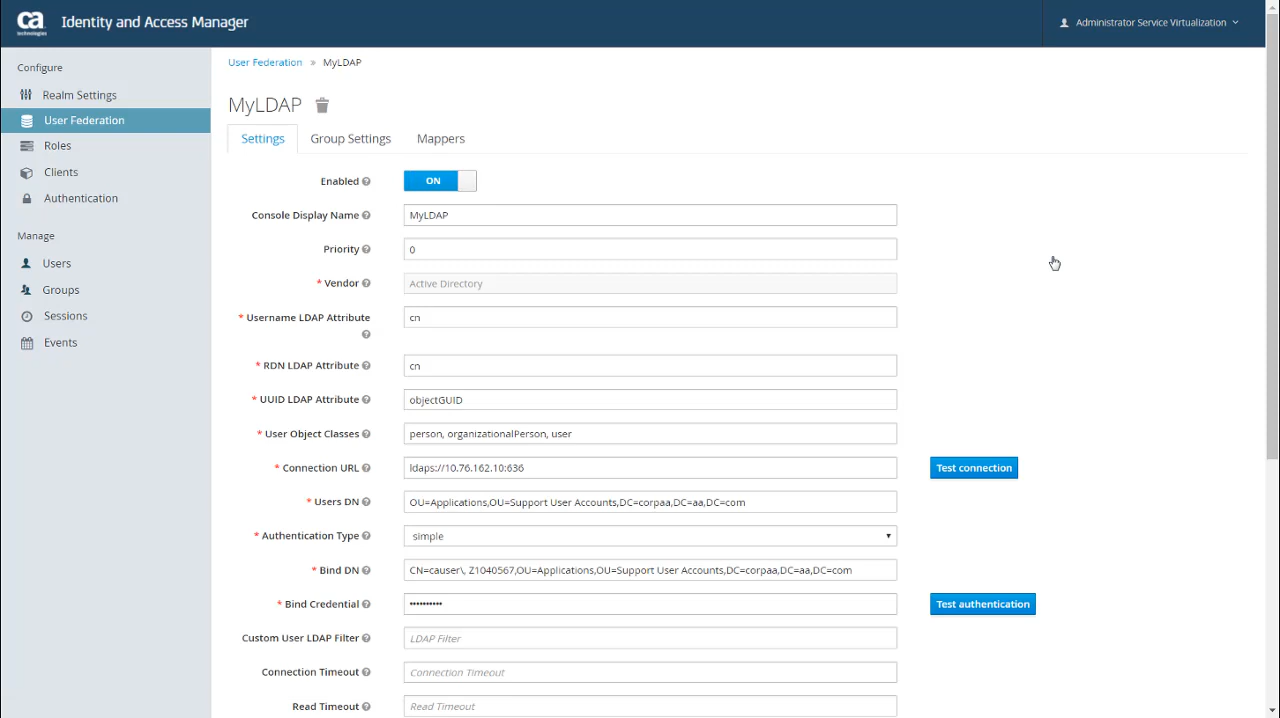 ca
technologies
Identity and Access Manager
Administrator Service Virtualization
Configure
Realm Settings
User Federation
Roles
Clients
Authentication
Manage
Users
Groups
Sessions
Events
User Federation » MyLDAP
MyLDAP
Settings Group Settings Mappers
Enabled ON
Console Display Name MyLDAP
Priority 0
* Vendor Active Directory
* Username LDAP Attribute cn
* RDN LDAP Attribute cn
* UUID LDAP Attribute objectGUID
* User Object Classes person, organizationalPerson, user
* Connection URL ldaps://10.76.162.10:636 Test connection
* Users DN OU=Applications,OU=Support User Accounts,DC=corpaa,DC=aa,DC=com
* Authentication Type simple
* Bind DN CN=causer\, Z1040567,OU=Applications,OU=Support User Accounts,DC=corpaa,DC=aa,DC=com
* Bind Credential •••••••••• Test authentication
Custom User LDAP Filter LDAP Filter
Connection Timeout Connection Timeout
Read Timeout Read Timeout